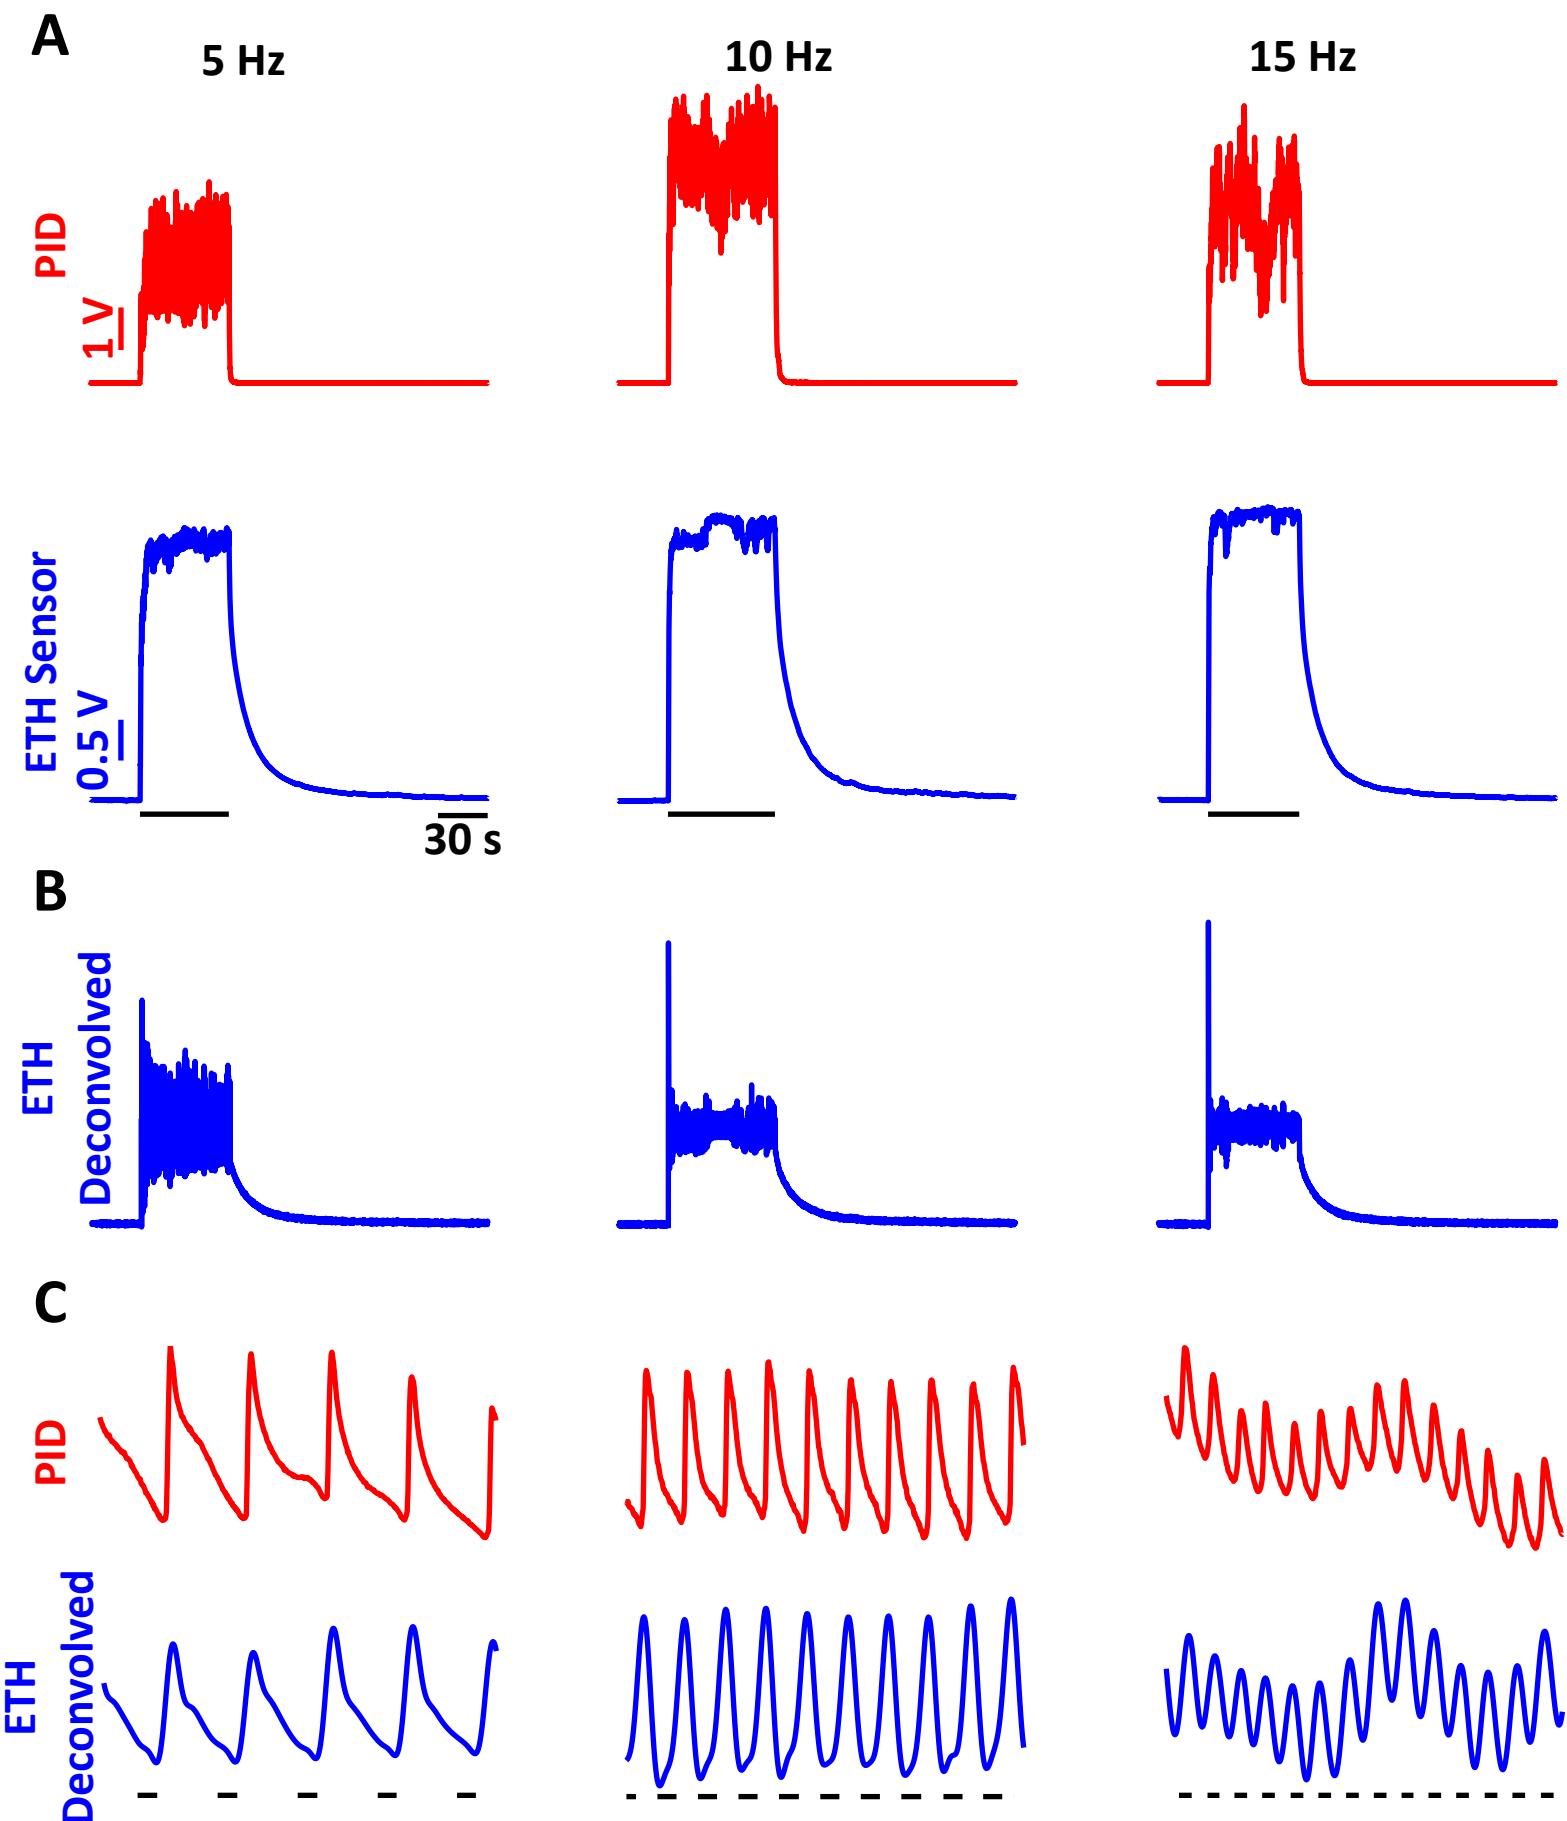 A
5 Hz
10 Hz
15 Hz
PID
1 V
ETH Sensor
0.5 V
30 s
B
ETH
Deconvolved
C
PID
ETH
Deconvolved